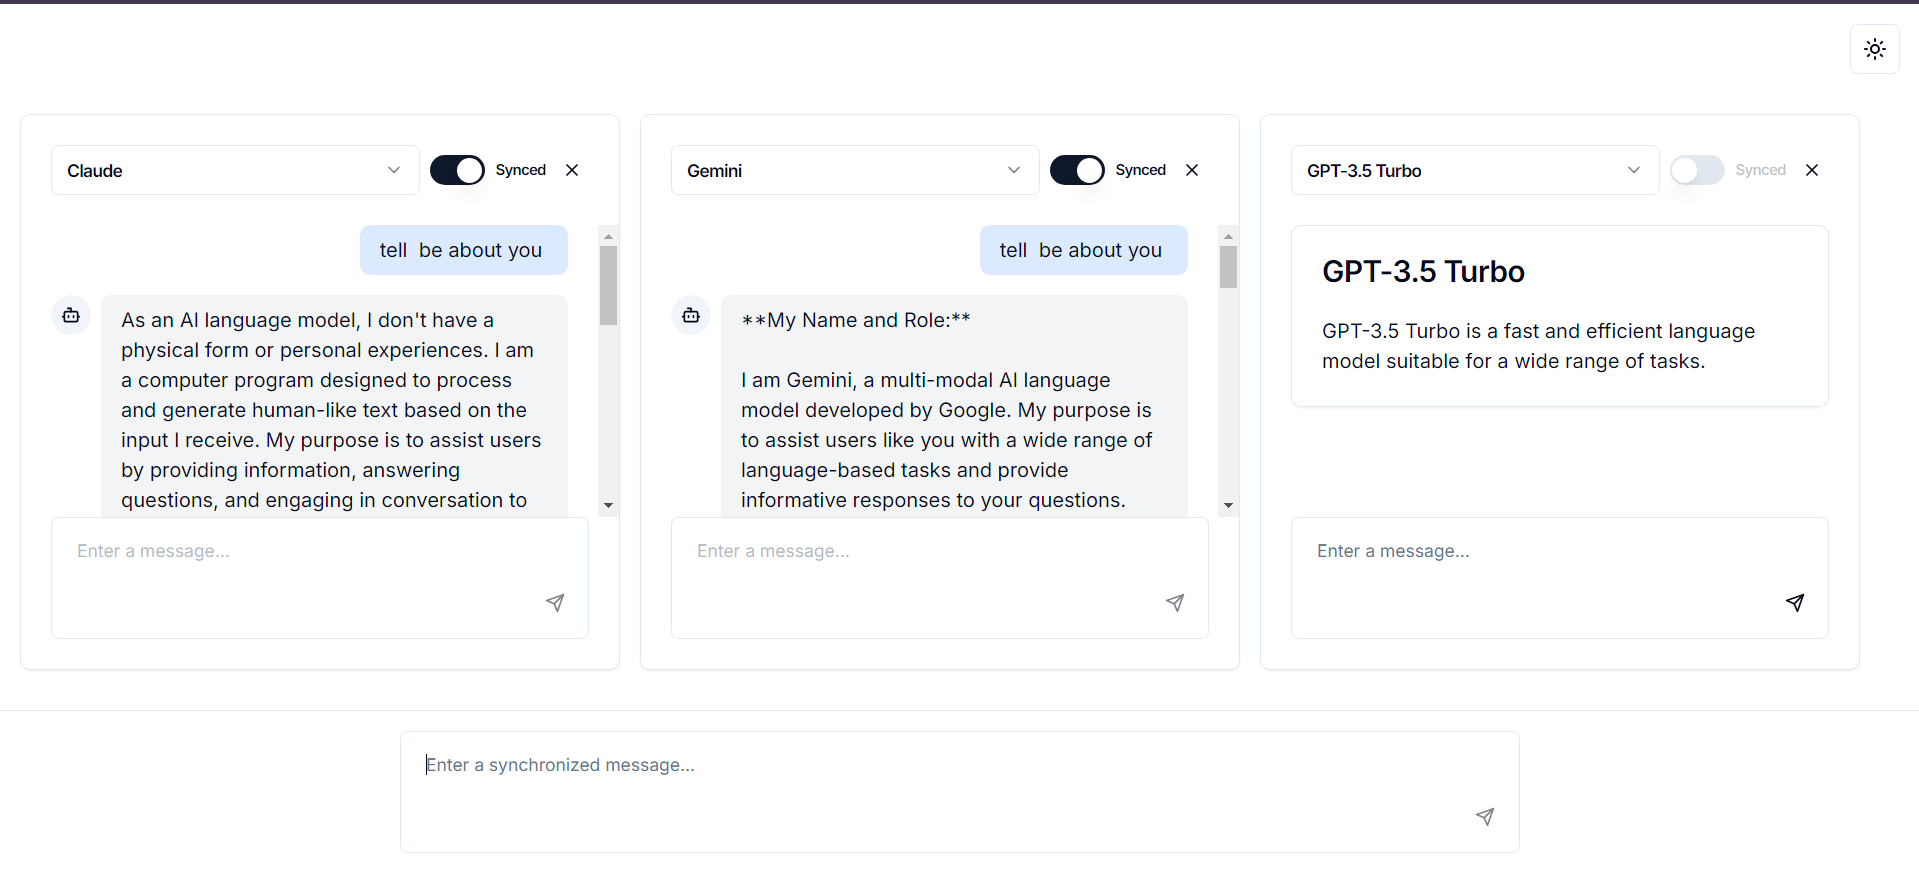 Claude
Synced
tell  be about you
As an AI language model, I don't have a
physical form or personal experiences. I am
a computer program designed to process
and generate human-like text based on the
input I receive. My purpose is to assist users
by providing information, answering
questions, and engaging in conversation to
Enter a message...
Gemini
Synced
tell  be about you
**My Name and Role:**
I am Gemini, a multi-modal AI language
model developed by Google. My purpose is
to assist users like you with a wide range of
language-based tasks and provide
informative responses to your questions.
Enter a message...
GPT-3.5 Turbo
Synced
GPT-3.5 Turbo
GPT-3.5 Turbo is a fast and efficient language
model suitable for a wide range of tasks.
Enter a message...
Enter a synchronized message...